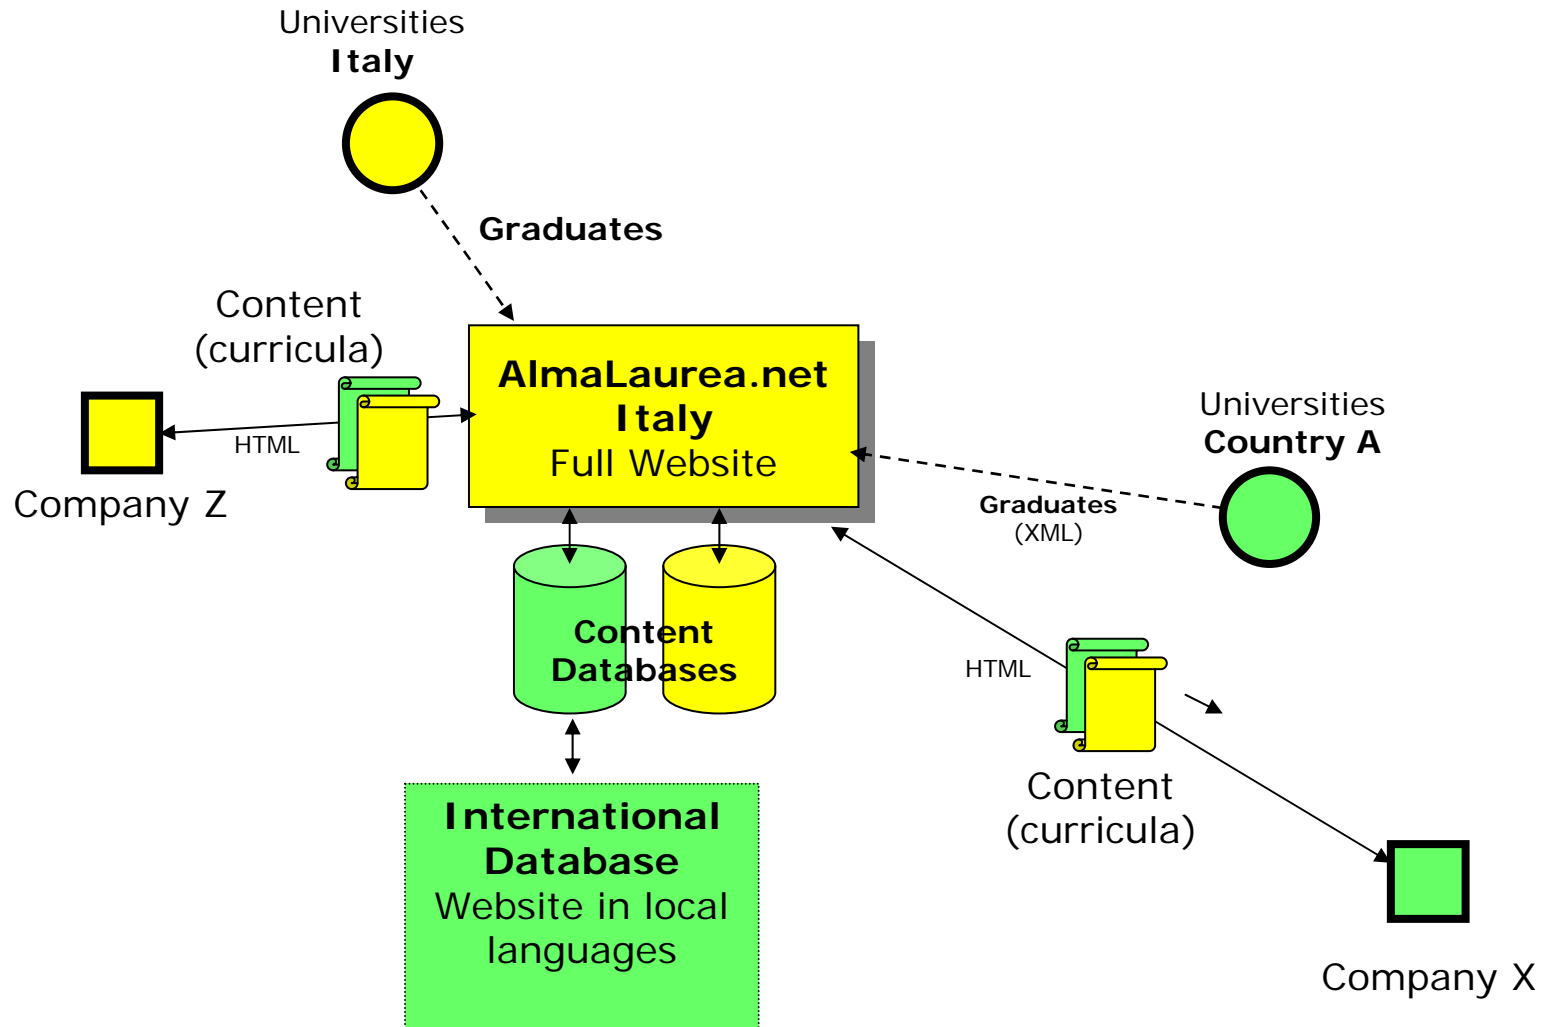 Universities
Italy
Graduates
Content
(curricula)
HTML
Company Z
AlmaLaurea.net
Italy
Full Website
Universities
Country A
Graduates
(XML)
Content
Databases
HTML
Content
(curricula)
International
Database
Website in local
languages
Company X